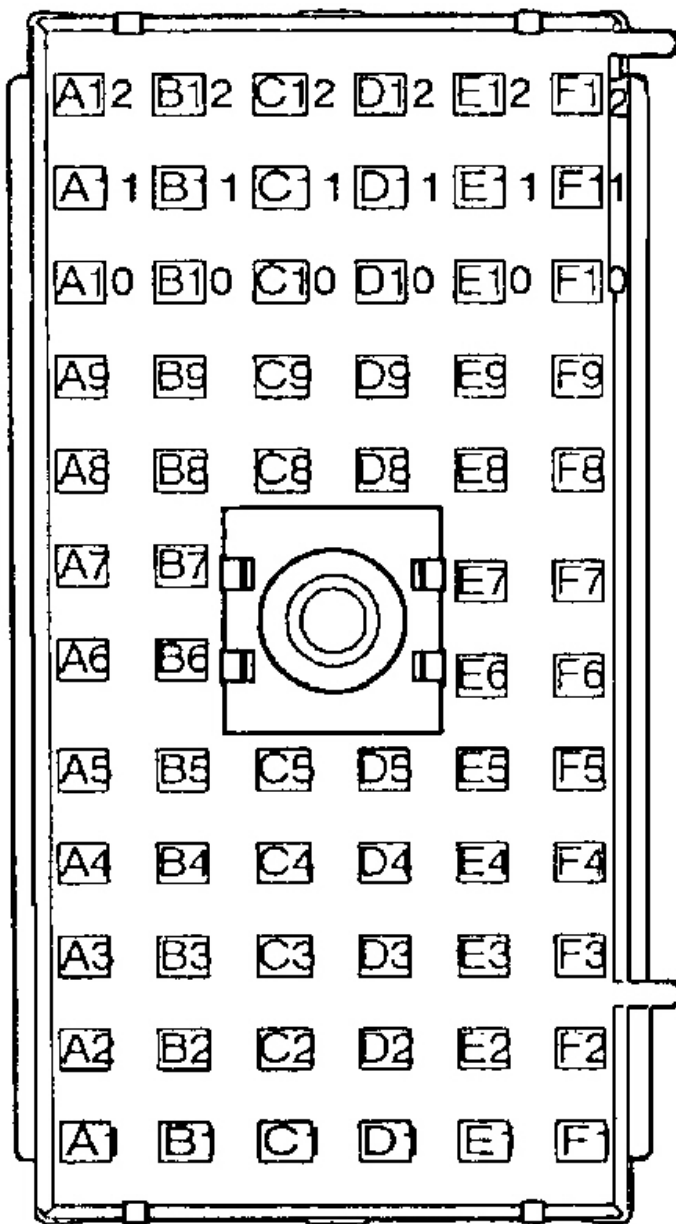 A12 B12 C12 D12 E12 F12
A11 B11 C11 D11 E11 F11
A10 B10 C10 D10 E10 F10
A9 B9 C9 D9 E9 F9
A8 B8 C8 D8 E8 F8
A7 B7 E7 F7
A6 B6 E6 F6
A5 B5 C5 D5 E5 F5
A4 B4 C4 D4 E4 F4
A3 B3 C3 D3 E3 F3
A2 B2 C2 D2 E2 F2
A1 B1 C1 D1 E1 F1